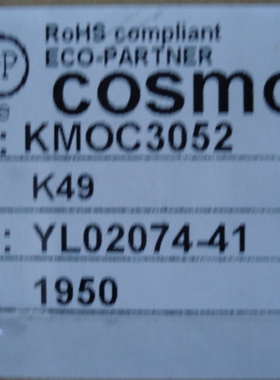 RoHS compliant
ECO-PARTNER
cosmo
: KMOC3052
K49
: YL02074-41
1950